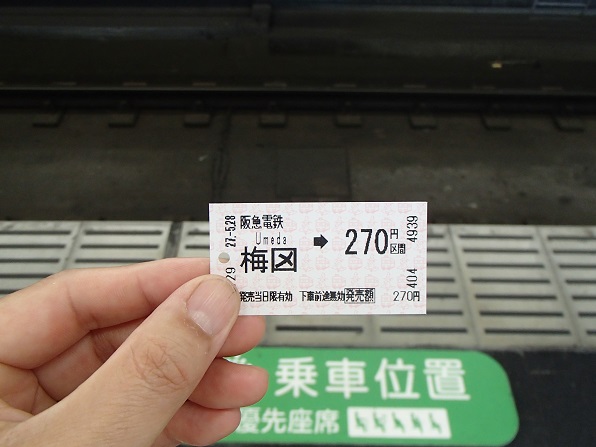 阪急電鉄
Umeda
梅田 ➡ 270円区間
発売当日限有効 下車前途無効 発売額 270円
27.-5.28
29
4939
404
乗車位置
優先座席